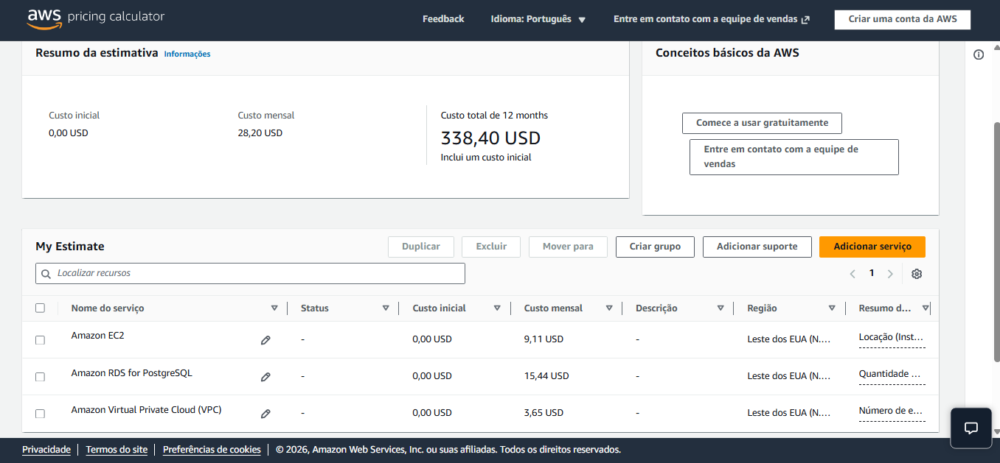 aws pricing calculator
Feedback
Idioma: Português
Entre em contato com a equipe de vendas
Criar uma conta da AWS
Resumo da estimativa Informações
Custo inicial
0,00 USD
Custo mensal
28,20 USD
Custo total de 12 months
338,40 USD
Inclui um custo inicial
Conceitos básicos da AWS
Comece a usar gratuitamente
Entre em contato com a equipe de
vendas
My Estimate
Duplicar
Excluir
Mover para
Criar grupo
Adicionar suporte
Adicionar serviço
Localizar recursos
1
Nome do serviço Status Custo inicial Custo mensal Descrição Região Resumo d...
Amazon EC2 - 0,00 USD 9,11 USD - Leste dos EUA (N.... Locação (Inst...
Amazon RDS for PostgreSQL - 0,00 USD 15,44 USD - Leste dos EUA (N.... Quantidade ...
Amazon Virtual Private Cloud (VPC) - 0,00 USD 3,65 USD - Leste dos EUA (N.... Número de e...
Privacidade | Termos do site | Preferências de cookies | © 2026, Amazon Web Services, Inc. ou suas afiliadas. Todos os direitos reservados.